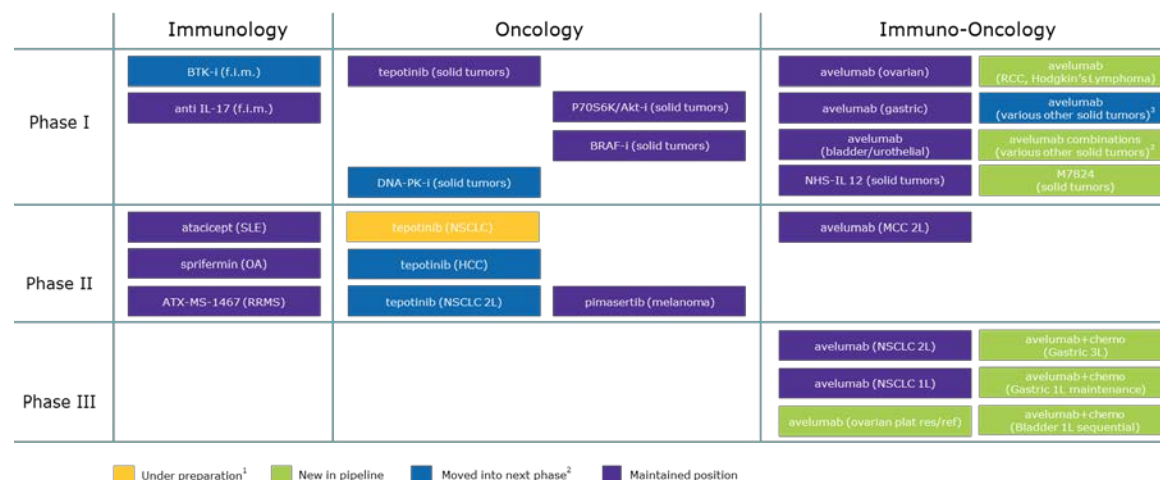 Immunology Oncology Immuno-Oncology
Phase I
BTK-i (f.i.m.)
anti IL-17 (f.i.m.)
tepotinib (solid tumors)
P70S6K/Akt-i (solid tumors)
BRAF-i (solid tumors)
DNA-PK-i (solid tumors)
avelumab (ovarian)
avelumab (gastric)
avelumab
(bladder/urothelial)
NHS-IL 12 (solid tumors)
avelumab
(RCC, Hodgkin's Lymphoma)
avelumab
(various other solid tumors)³
avelumab combinations
(various other solid tumors)³
M7824
(solid tumors)
Phase II
atacicept (SLE)
sprifermin (OA)
ATX-MS-1467 (RRMS)
tepotinib (NSCLC)
tepotinib (HCC)
tepotinib (NSCLC 2L)
pimasertib (melanoma)
avelumab (MCC 2L)
Phase III
avelumab (NSCLC 2L)
avelumab (NSCLC 1L)
avelumab (ovarian plat res/ref)
avelumab+chemo
(Gastric 3L)
avelumab+chemo
(Gastric 1L maintenance)
avelumab+chemo
(Bladder 1L sequential)
Under preparation¹ New in pipeline Moved into next phase² Maintained position